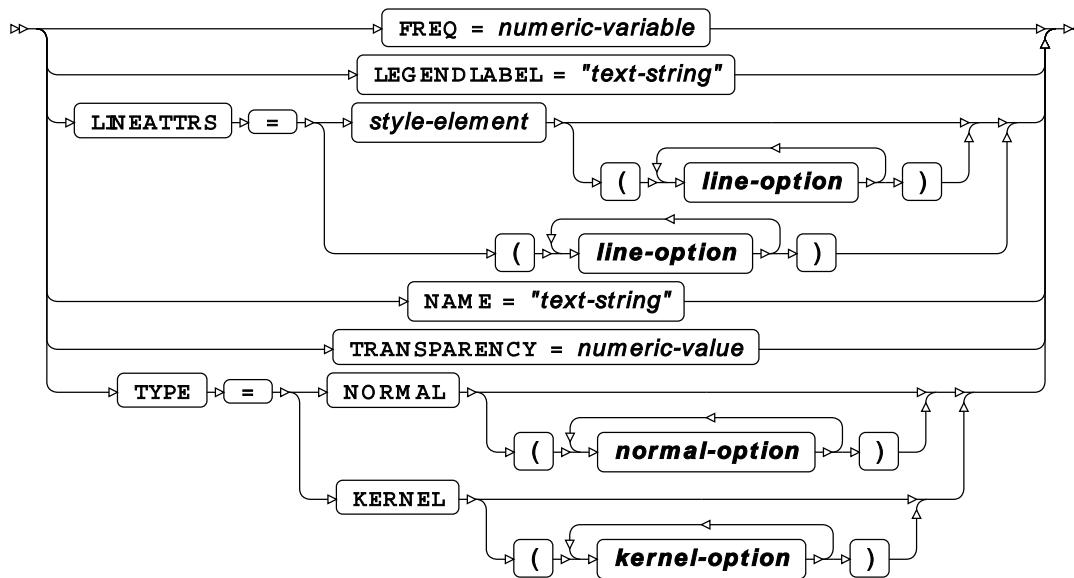 FREQ = numeric-variable
LEGENDLABEL = "text-string"
LINEATTRS = style-element
( line-option )
( line-option )
NAME = "text-string"
TRANSPARENCY = numeric-value
TYPE = NORMAL
( normal-option )
KERNEL
( kernel-option )